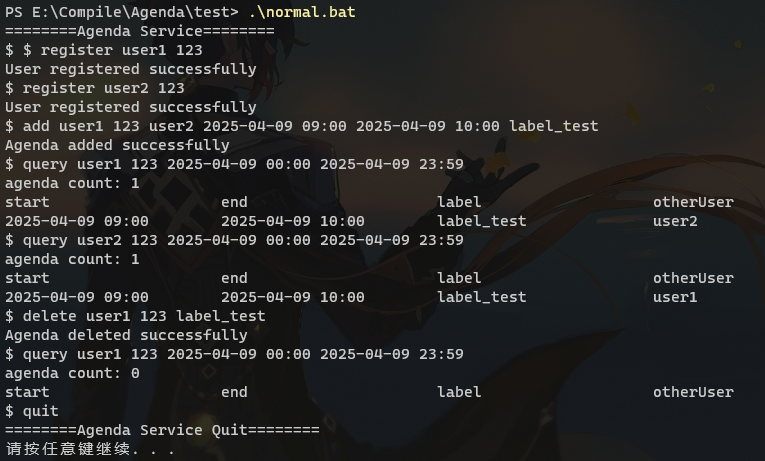 PS E:\Compile\Agenda\test> .\normal.bat
========Agenda Service========
$ $ register user1 123
User registered successfully
$ register user2 123
User registered successfully
$ add user1 123 user2 2025-04-09 09:00 2025-04-09 10:00 label_test
Agenda added successfully
$ query user1 123 2025-04-09 00:00 2025-04-09 23:59
agenda count: 1
start                   end                     label                   otherUser
2025-04-09 09:00        2025-04-09 10:00        label_test              user2
$ query user2 123 2025-04-09 00:00 2025-04-09 23:59
agenda count: 1
start                   end                     label                   otherUser
2025-04-09 09:00        2025-04-09 10:00        label_test              user1
$ delete user1 123 label_test
Agenda deleted successfully
$ query user1 123 2025-04-09 00:00 2025-04-09 23:59
agenda count: 0
start                   end                     label                   otherUser
$ quit
========Agenda Service Quit========
请按任意键继续. . .